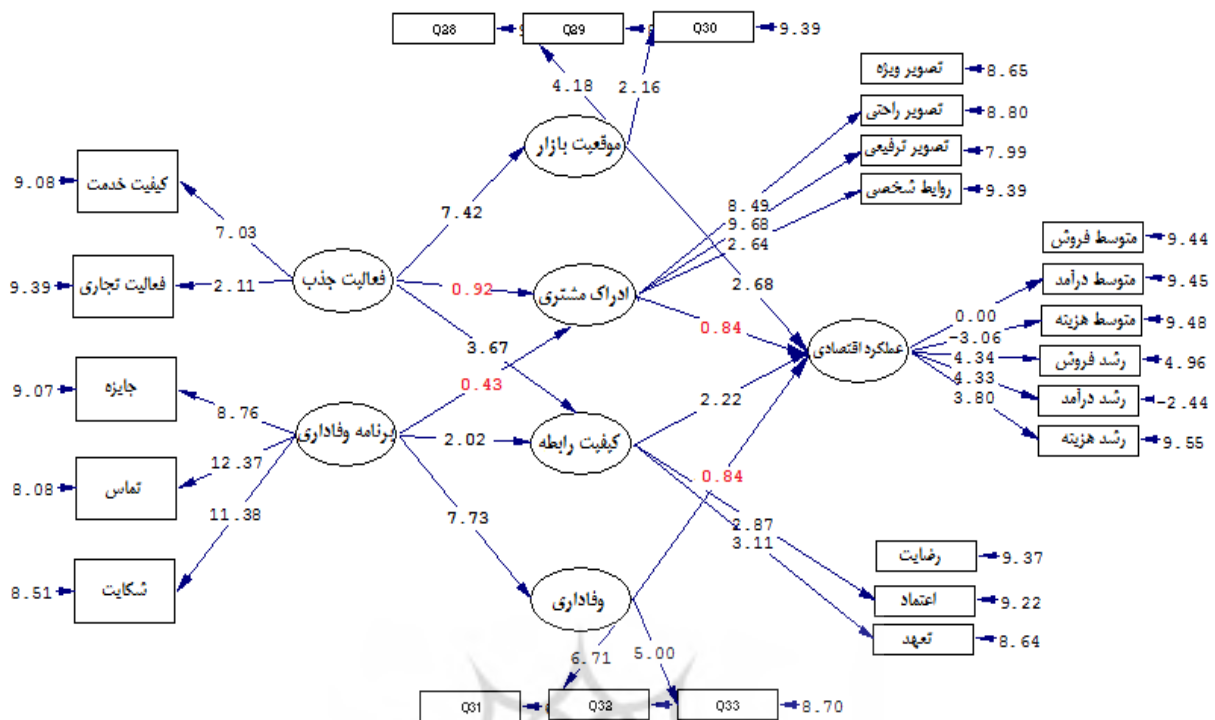 Q28
Q29
Q30
9.39
4.18
2.16
موقعیت بازار
تصویر ویژه
8.65
تصویر راحتی
8.80
تصویر ترفیعی
7.99
روابط شخصی
9.39
9.08
کیفیت خدمت
7.03
7.42
8.49
9.68
2.64
فعالیت جذب
9.39
فعالیت تجاری
2.11
0.92
ادراک مشتری
2.68
0.84
متوسط فروش
9.44
متوسط درآمد
9.45
متوسط هزینه
9.48
رشد فروش
4.96
رشد درآمد
-2.44
رشد هزینه
9.55
عملکرد اقتصادی
0.00
-3.06
4.34
4.33
3.80
3.67
0.43
9.07
جایزه
8.76
برنامه وفاداری
2.02
کیفیت رابطه
2.22
12.37
8.08
تماس
11.38
7.73
0.84
2.87
3.11
8.51
شکایت
وفاداری
رضایت
9.37
اعتماد
9.22
تعهد
8.64
6.71
5.00
Q31
Q32
Q33
8.70